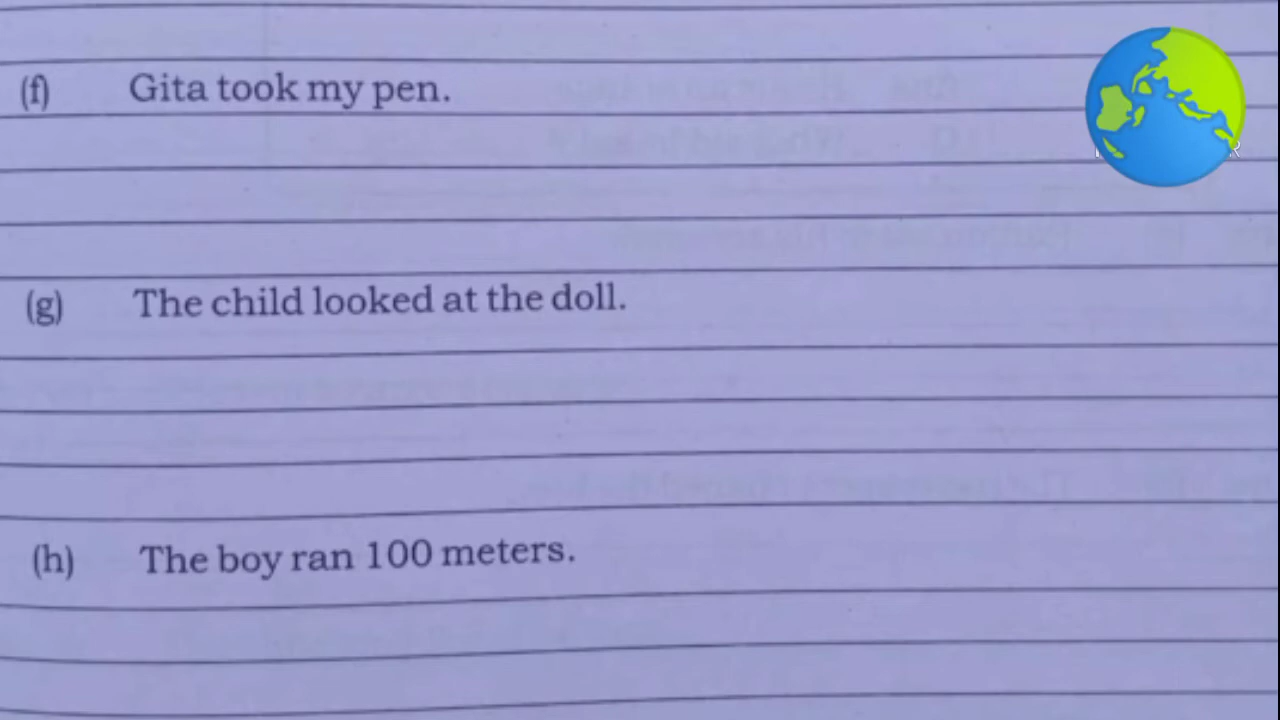 (f) Gita took my pen.
(g) The child looked at the doll.
(h) The boy ran 100 meters.